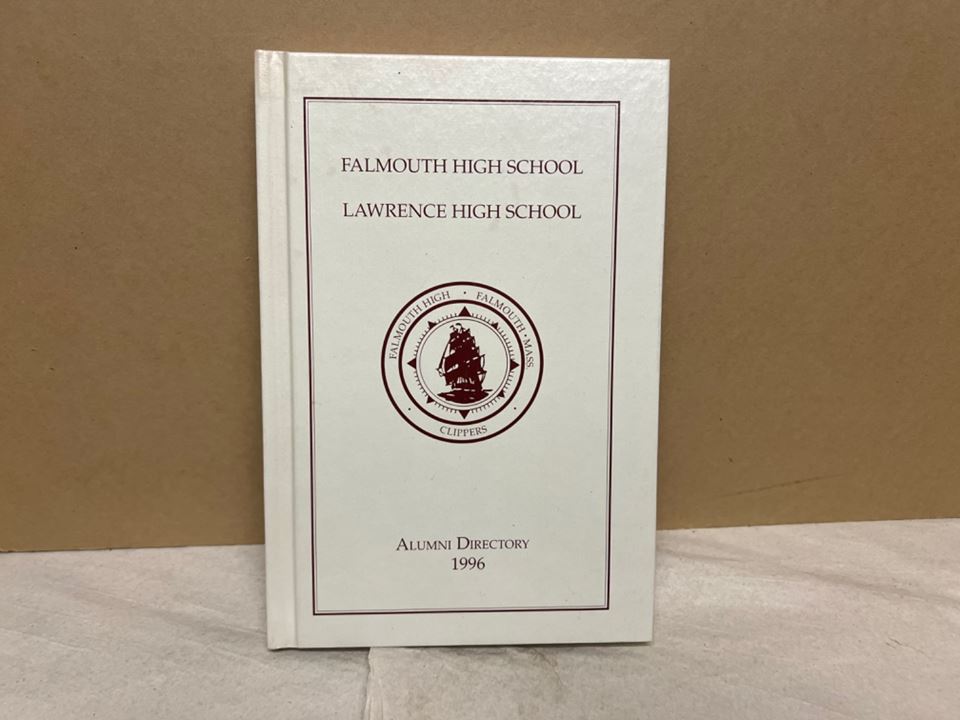 FALMOUTH HIGH SCHOOL
LAWRENCE HIGH SCHOOL
FALMOUTH HIGH · FALMOUTH · MASS
· CLIPPERS ·
ALUMNI DIRECTORY
1996